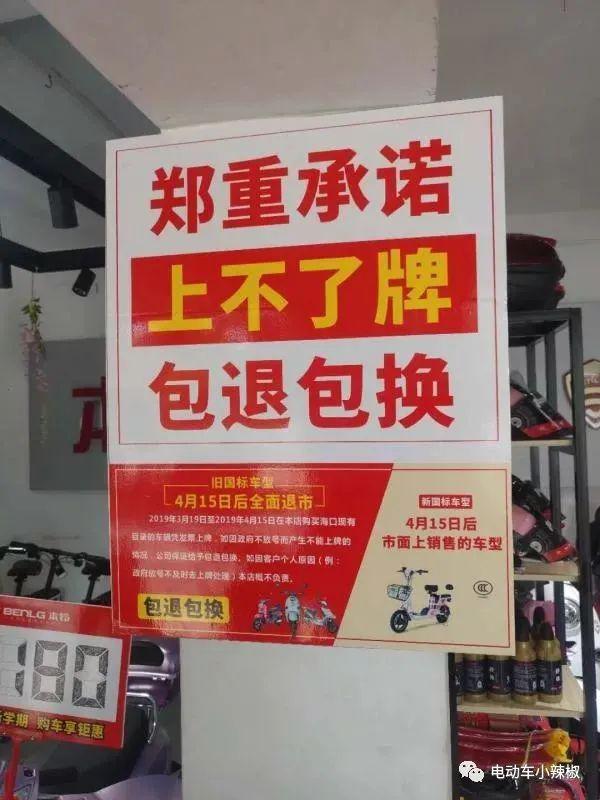 郑重承诺
上不了牌
包退包换
旧国标车型
4月15日后全面退市
2019年3月19日至2019年4月15日在本店购买海口现有
目录的车辆凭发票上牌,如因政府不放号而产生不能上牌的
情况,公司保证给予包退包换,如因客户个人原因(例:
政府放号不及时去上牌处理)本店概不负责。
包退包换
新国标车型
4月15日后
市面上销售的车型
CCC
BENLG 本铃
180
新学期 购车享钜惠
电动车小辣椒